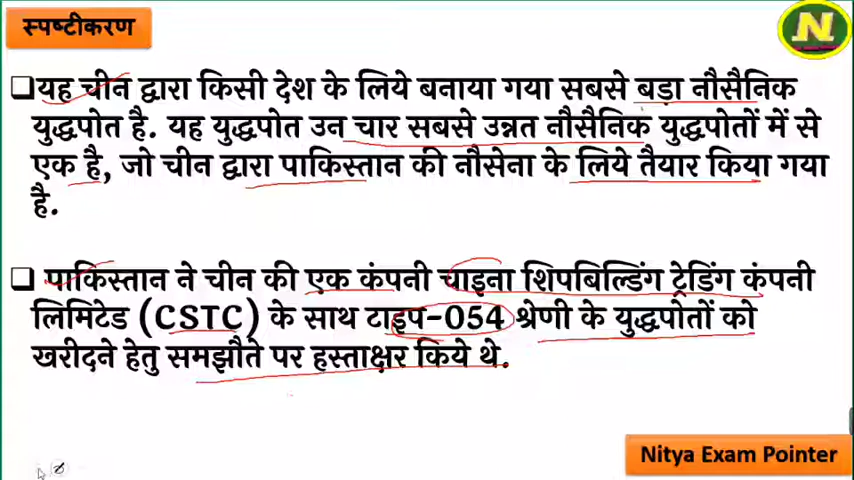 स्पष्टीकरण
N
यह चीन द्वारा किसी देश के लिये बनाया गया सबसे बड़ा नौसैनिक
युद्धपोत है. यह युद्धपोत उन चार सबसे उन्नत नौसैनिक युद्धपोतों में से
एक है, जो चीन द्वारा पाकिस्तान की नौसेना के लिये तैयार किया गया
है.
पाकिस्तान ने चीन की एक कंपनी चाइना शिपबिल्डिंग ट्रेडिंग कंपनी
लिमिटेड (CSTC) के साथ टाइप-054 श्रेणी के युद्धपोतों को
खरीदने हेतु समझौते पर हस्ताक्षर किये थे.
Nitya Exam Pointer